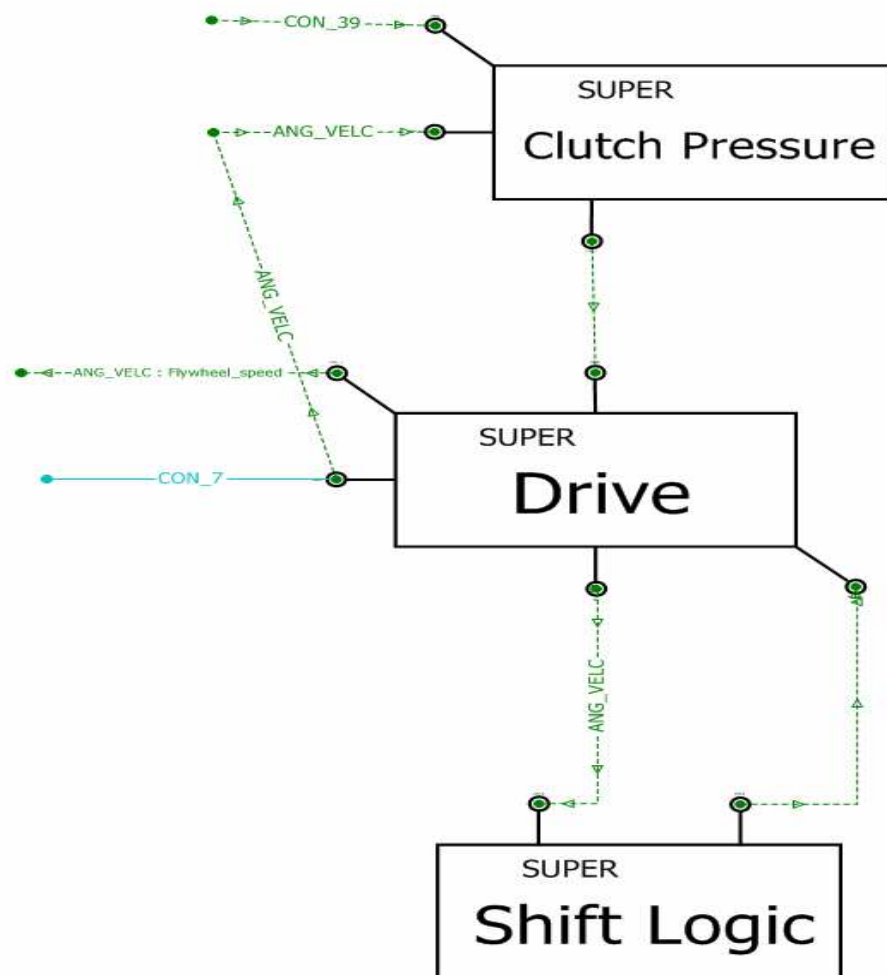 CON_39
SUPER
ANG_VELC
Clutch Pressure
ANG_VELC
ANG_VELC : Flywheel_speed
SUPER
CON_7
Drive
ANG_VELC
SUPER
Shift Logic